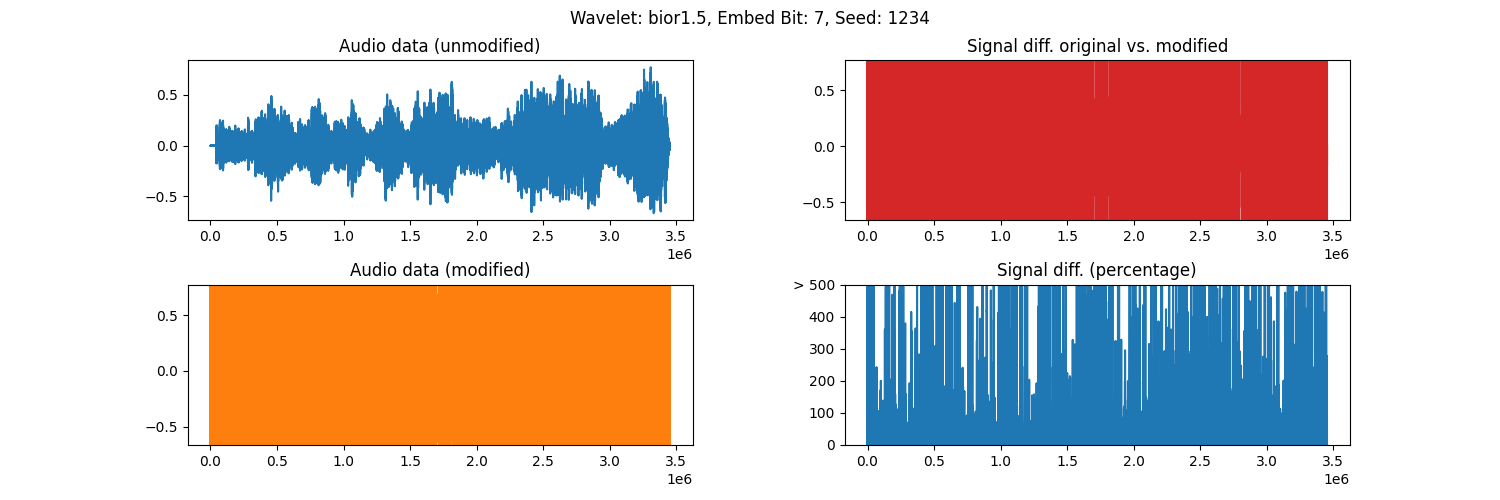 Wavelet: bior1.5, Embed Bit: 7, Seed: 1234
Audio data (unmodified)
0.5
0.0
−0.5
0.0 0.5 1.0 1.5 2.0 2.5 3.0 3.5
1e6
Signal diff. original vs. modified
0.5
0.0
−0.5
0.0 0.5 1.0 1.5 2.0 2.5 3.0 3.5
1e6
Audio data (modified)
0.5
0.0
−0.5
0.0 0.5 1.0 1.5 2.0 2.5 3.0 3.5
1e6
Signal diff. (percentage)
> 500
400
300
200
100
0
0.0 0.5 1.0 1.5 2.0 2.5 3.0 3.5
1e6